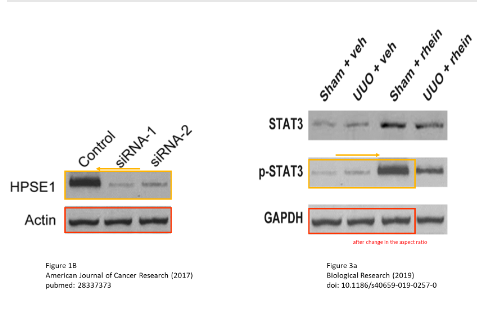 Control
siRNA-1
siRNA-2
HPSE1
Actin
Figure 1B
American Journal of Cancer Research (2017)
pubmed: 28337373
Sham + veh
UUO + veh
Sham + rhein
UUO + rhein
STAT3
p-STAT3
GAPDH
after change in the aspect ratio
Figure 3a
Biological Research (2019)
doi: 10.1186/s40659-019-0257-0